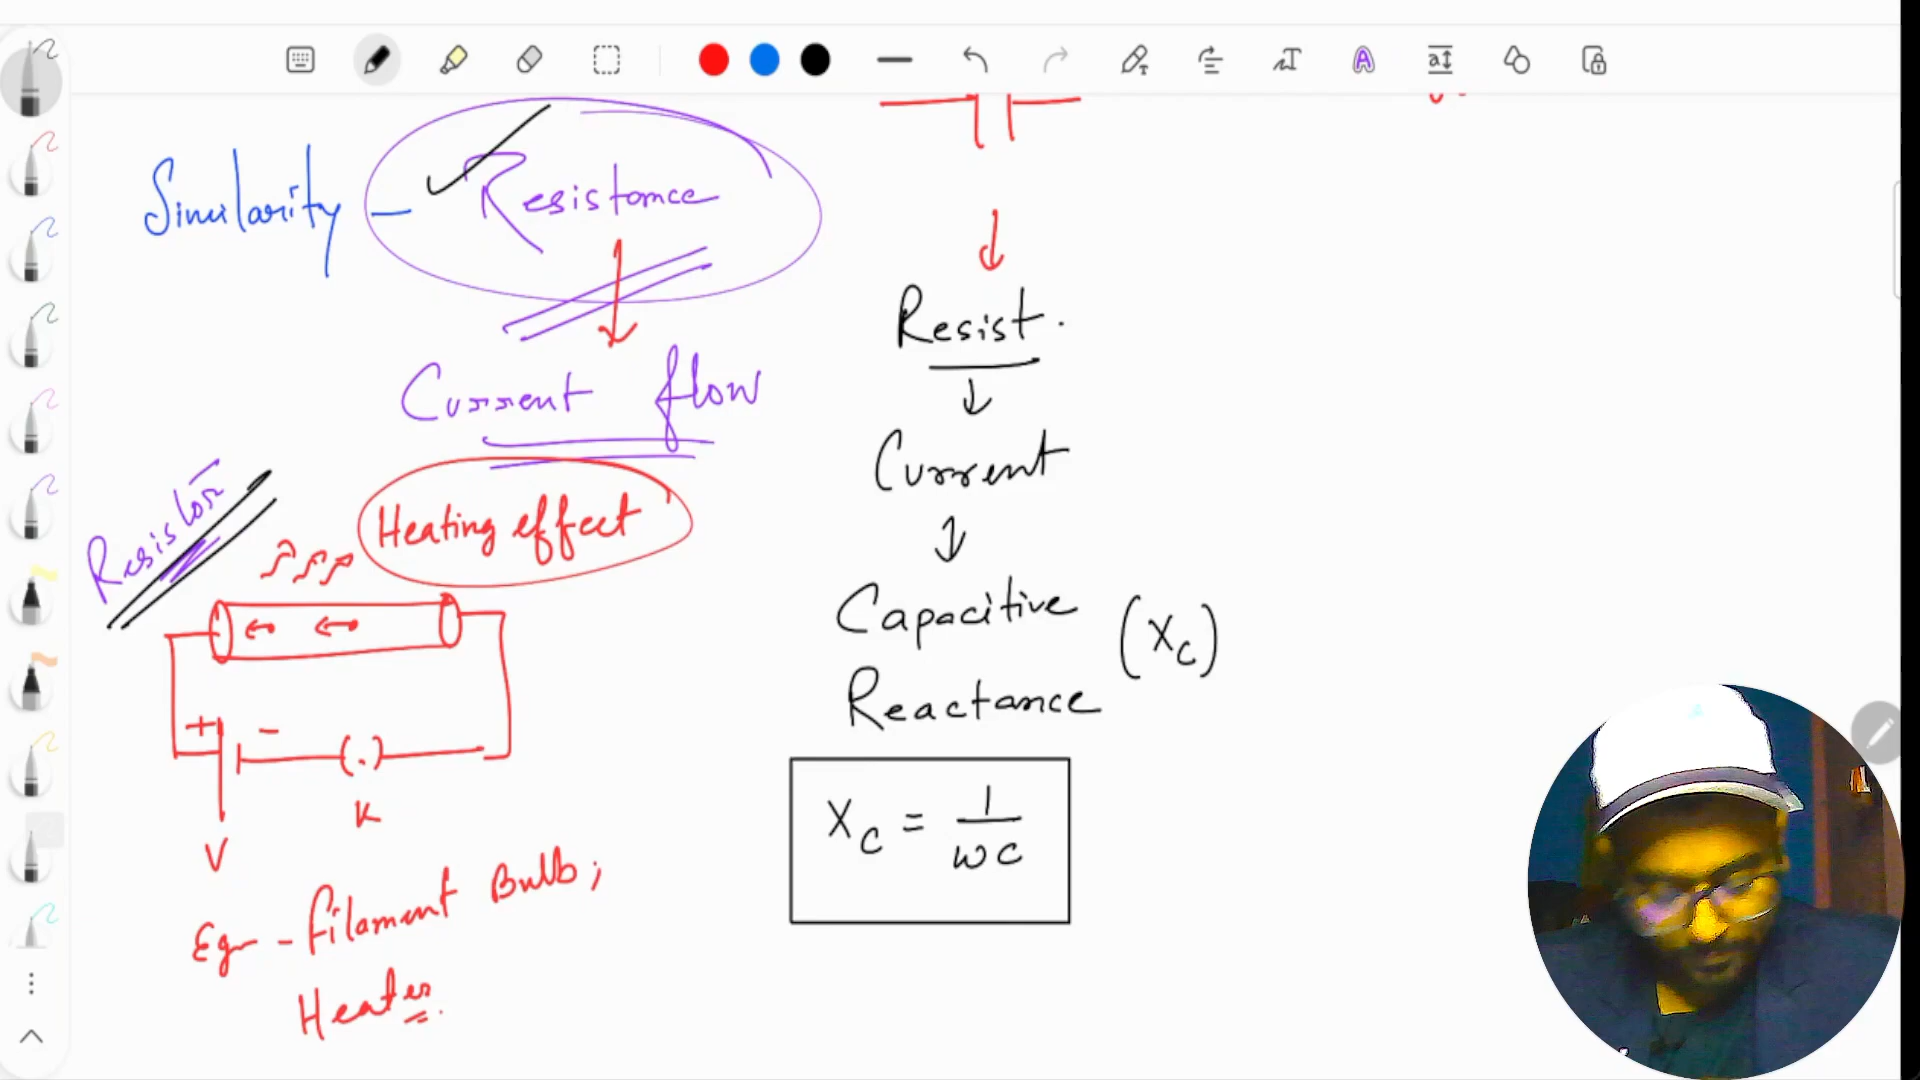 Similarity - Resistance
Current flow
Resistor
Heating effect
+ -
K
V
Eg - Filament Bulb;
Heater
Resist.
Current
Capacitive
Reactance (Xc)
Xc = 1/ωc